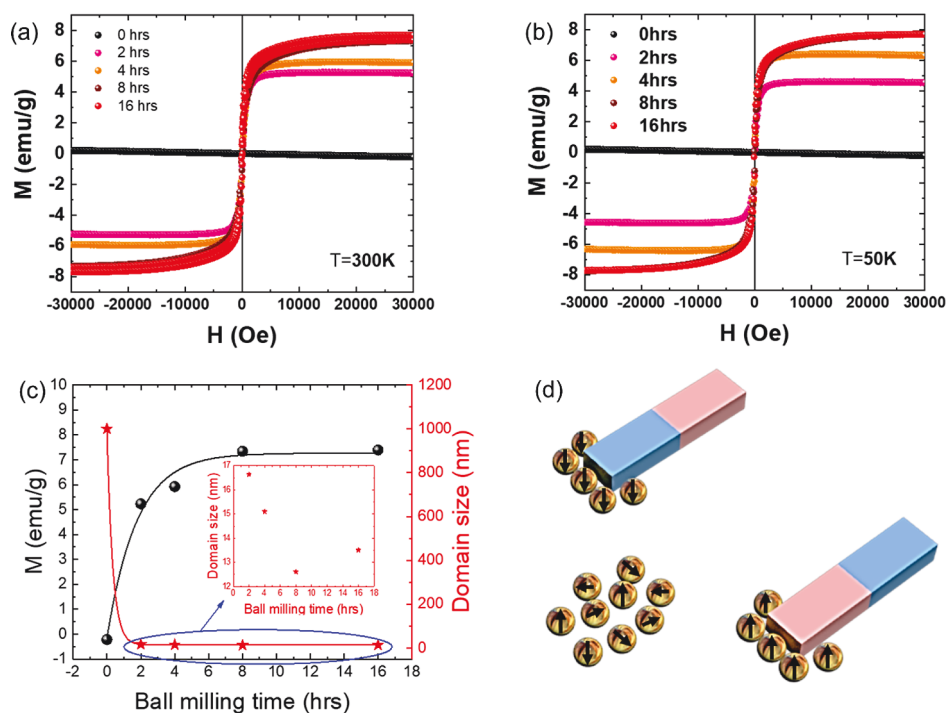 (a)
8
6
4
2
0
-2
-4
-6
-8
M (emu/g)
0 hrs
2 hrs
4 hrs
8 hrs
16 hrs
T=300K
-30000 -20000 -10000 0 10000 20000 30000
H (Oe)
(b)
8
6
4
2
0
-2
-4
-6
-8
M (emu/g)
0hrs
2hrs
4hrs
8hrs
16hrs
T=50K
-30000 -20000 -10000 0 10000 20000 30000
H (Oe)
(c)
10
9
8
7
6
5
4
3
2
1
0
-1
M (emu/g)
1200
1000
800
600
400
200
0
Domain size (nm)
17
16
15
14
13
12
Domain size (nm)
0 2 4 6 8 10 12 14 16 18
Ball milling time (hrs)
0 2 4 6 8 10 12 14 16 18
Ball milling time (hrs)
(d)